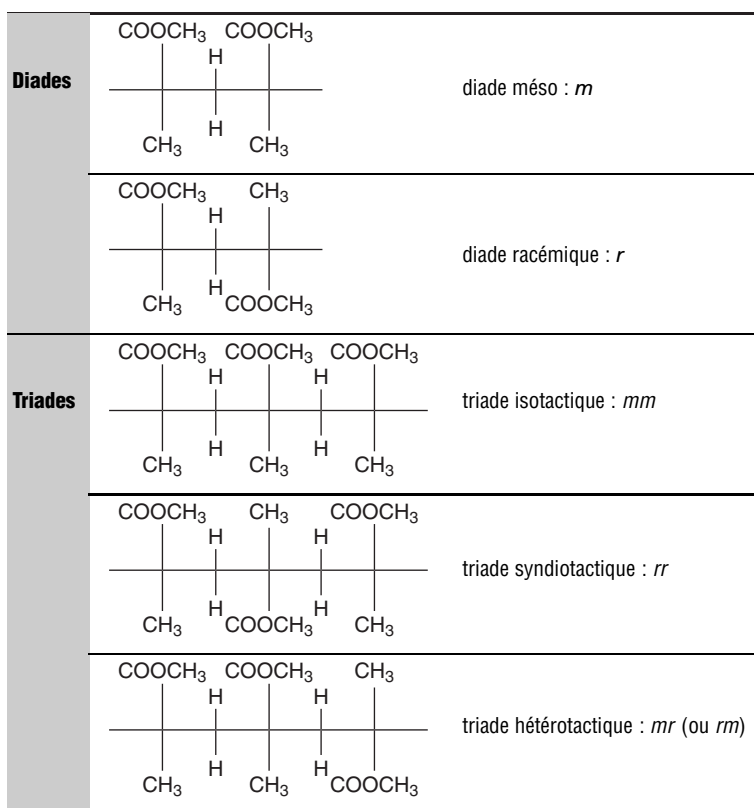 COOCH₃ COOCH₃
H
Diades
diade méso : m
H
CH₃ CH₃
COOCH₃ CH₃
H
diade racémique : r
H
CH₃ COOCH₃
COOCH₃ COOCH₃ COOCH₃
H H
Triades
triade isotactique : mm
H H
CH₃ CH₃ CH₃
COOCH₃ CH₃ COOCH₃
H H
triade syndiotactique : rr
H H
CH₃ COOCH₃ CH₃
COOCH₃ COOCH₃ CH₃
H H
triade hétérotactique : mr (ou rm)
H H
CH₃ CH₃ COOCH₃